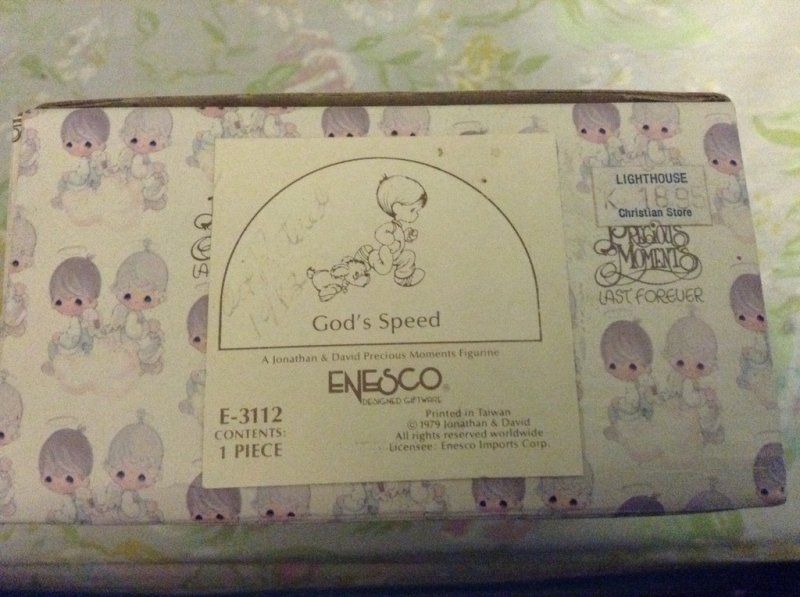 LIGHTHOUSE
Christian Store
PRECIOUS
MOMENTS
LAST FOREVER
God's Speed
A Jonathan & David Precious Moments Figurine
ENESCO®
DESIGNED GIFTWARE
E-3112
CONTENTS:
1 PIECE
Printed in Taiwan
© 1979 Jonathan & David
All rights reserved worldwide
Licensee: Enesco Imports Corp.